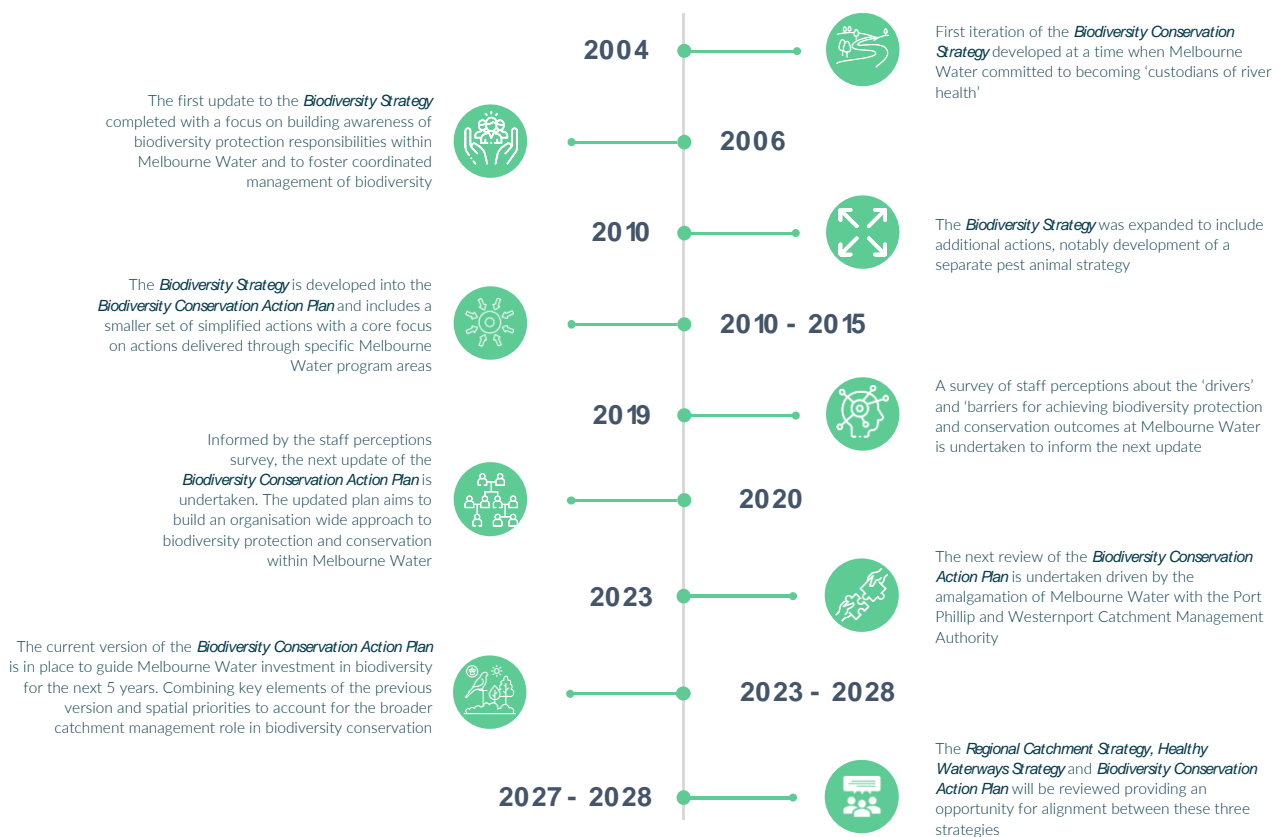 2004
First iteration of the Biodiversity Conservation
Strategy developed at a time when Melbourne
Water committed to becoming ‘custodians of river
health’
The first update to the Biodiversity Strategy
completed with a focus on building awareness of
biodiversity protection responsibilities within
Melbourne Water and to foster coordinated
management of biodiversity
2006
2010
The Biodiversity Strategy was expanded to include
additional actions, notably development of a
separate pest animal strategy
The Biodiversity Strategy is developed into the
Biodiversity Conservation Action Plan and includes a
smaller set of simplified actions with a core focus
on actions delivered through specific Melbourne
Water program areas
2010 - 2015
2019
A survey of staff perceptions about the ‘drivers’
and ‘barriers for achieving biodiversity protection
and conservation outcomes at Melbourne Water
is undertaken to inform the next update
Informed by the staff perceptions
survey, the next update of the
Biodiversity Conservation Action Plan is
undertaken. The updated plan aims to
build an organisation wide approach to
biodiversity protection and conservation
within Melbourne Water
2020
2023
The next review of the Biodiversity Conservation
Action Plan is undertaken driven by the
amalgamation of Melbourne Water with the Port
Phillip and Westernport Catchment Management
Authority
The current version of the Biodiversity Conservation Action Plan
is in place to guide Melbourne Water investment in biodiversity
for the next 5 years. Combining key elements of the previous
version and spatial priorities to account for the broader
catchment management role in biodiversity conservation
2023 - 2028
2027 - 2028
The Regional Catchment Strategy, Healthy
Waterways Strategy and Biodiversity Conservation
Action Plan will be reviewed providing an
opportunity for alignment between these three
strategies